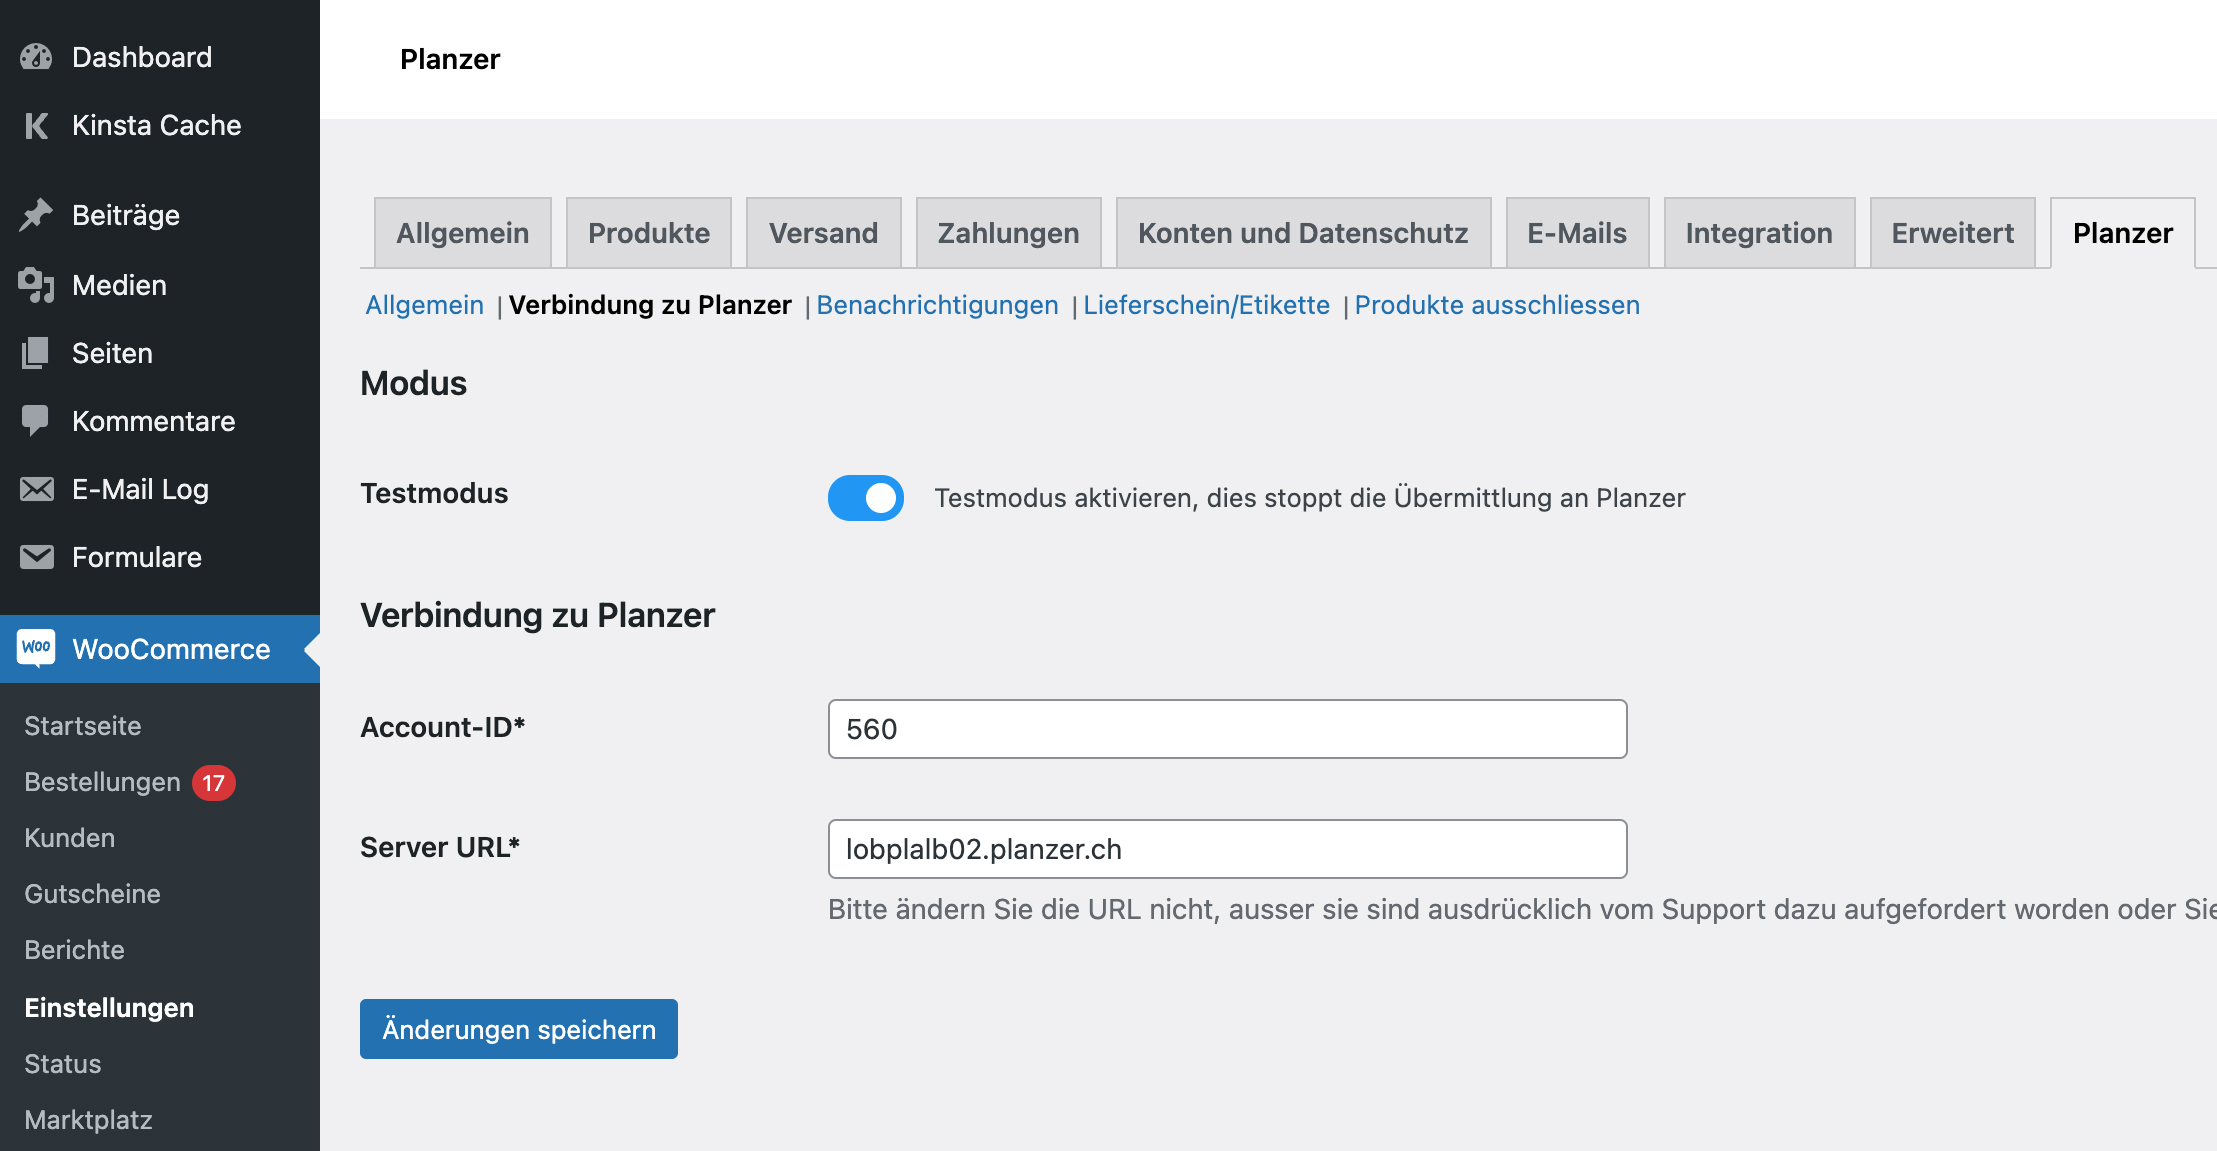 Dashboard
Kinsta Cache
Beiträge
Medien
Seiten
Kommentare
E-Mail Log
Formulare
Woo WooCommerce
Startseite
Bestellungen 17
Kunden
Gutscheine
Berichte
Einstellungen
Status
Marktplatz
Planzer
Allgemein Produkte Versand Zahlungen Konten und Datenschutz E-Mails Integration Erweitert Planzer
Allgemein | Verbindung zu Planzer | Benachrichtigungen | Lieferschein/Etikette | Produkte ausschliessen
Modus
Testmodus Testmodus aktivieren, dies stoppt die Übermittlung an Planzer
Verbindung zu Planzer
Account-ID* 560
Server URL* lobplalb02.planzer.ch
Bitte ändern Sie die URL nicht, ausser sie sind ausdrücklich vom Support dazu aufgefordert worden oder Sie
Änderungen speichern